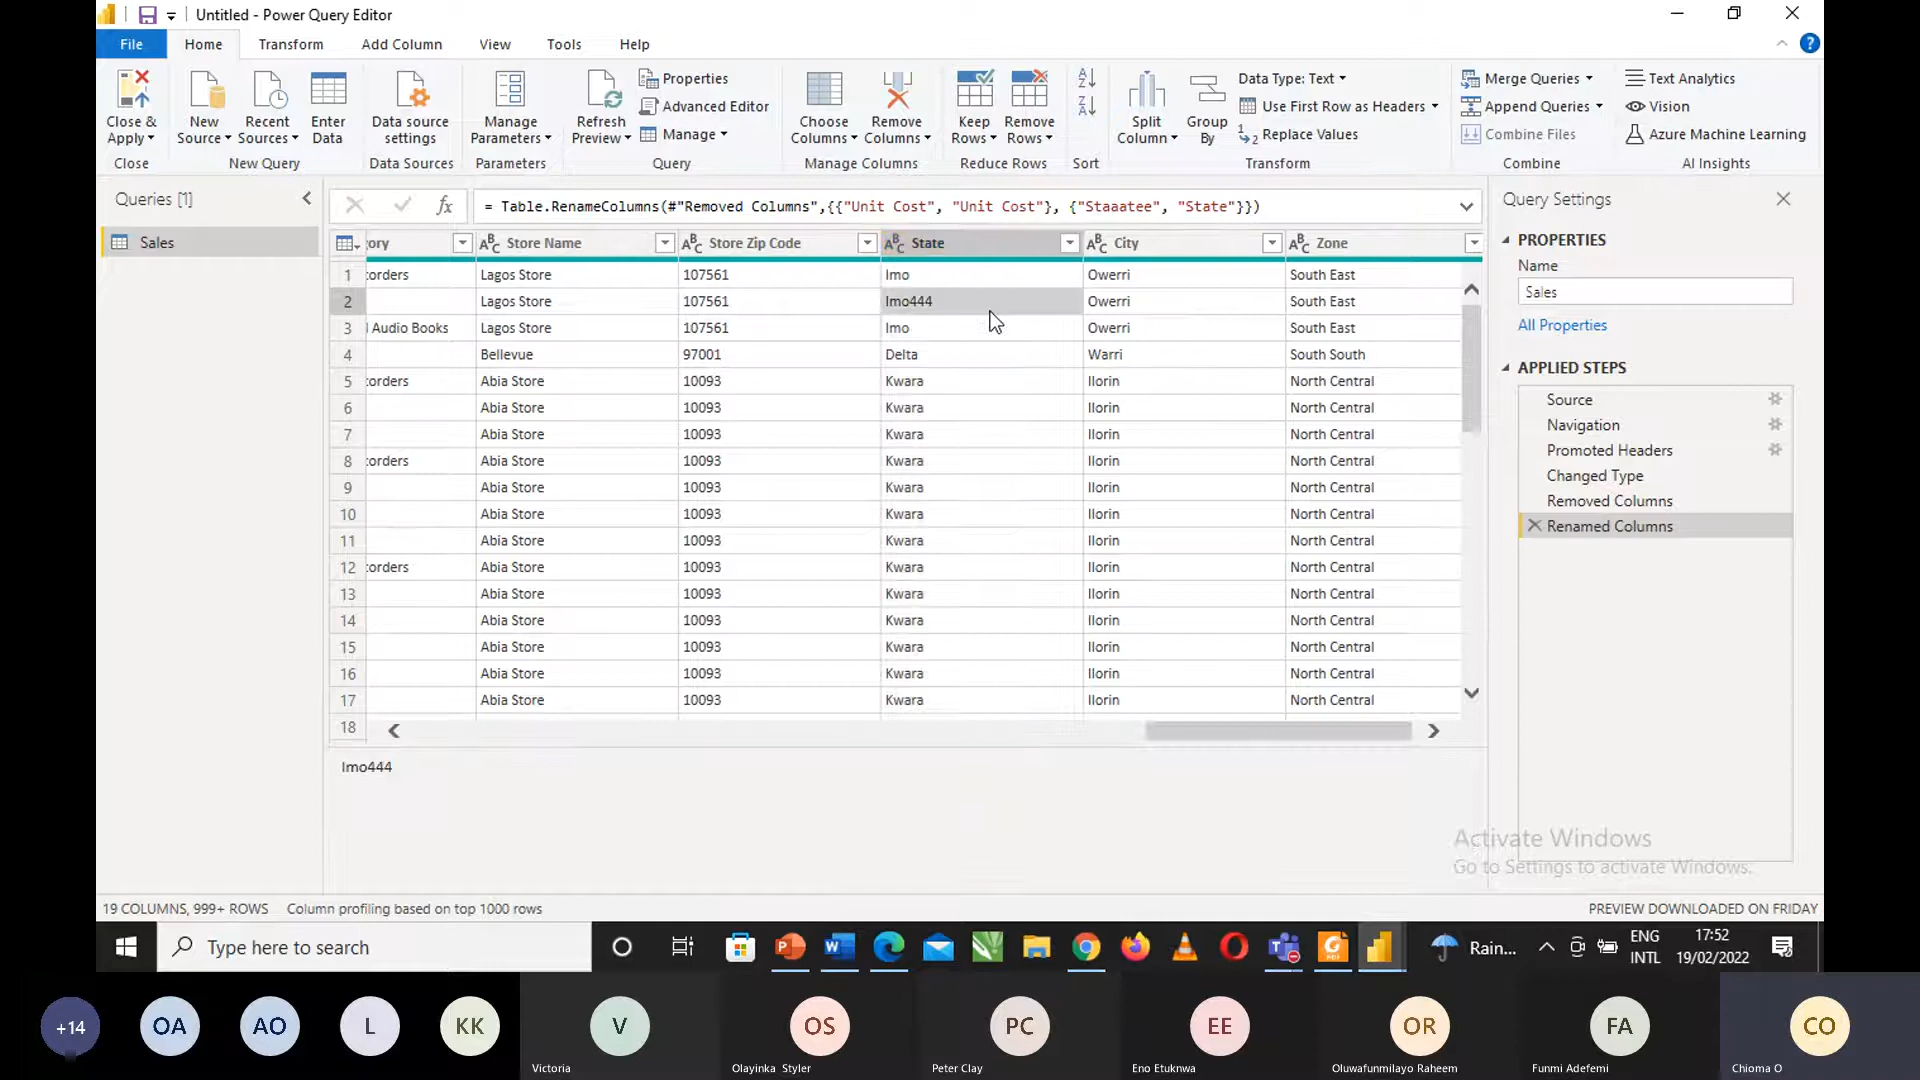 Untitled - Power Query Editor
File Home Transform Add Column View Tools Help
Close & Apply New Source Recent Sources Enter Data Data source settings Manage Parameters Refresh Preview Properties Advanced Editor Manage Choose Columns Remove Columns Keep Rows Remove Rows Split Column Group By Data Type: Text Use First Row as Headers Replace Values Merge Queries Append Queries Combine Files Text Analytics Vision Azure Machine Learning
Close New Query Data Sources Parameters Query Manage Columns Reduce Rows Sort Transform Combine AI Insights
Queries [1]
Sales
= Table.RenameColumns(#"Removed Columns",{{"Unit Cost", "Unit Cost"}, {"Staaatee", "State"}})
ory Store Name Store Zip Code State City Zone
1 corders Lagos Store 107561 Imo Owerri South East
2 Lagos Store 107561 Imo444 Owerri South East
3 l Audio Books Lagos Store 107561 Imo Owerri South East
4 Bellevue 97001 Delta Warri South South
5 corders Abia Store 10093 Kwara Ilorin North Central
6 Abia Store 10093 Kwara Ilorin North Central
7 Abia Store 10093 Kwara Ilorin North Central
8 corders Abia Store 10093 Kwara Ilorin North Central
9 Abia Store 10093 Kwara Ilorin North Central
10 Abia Store 10093 Kwara Ilorin North Central
11 Abia Store 10093 Kwara Ilorin North Central
12 corders Abia Store 10093 Kwara Ilorin North Central
13 Abia Store 10093 Kwara Ilorin North Central
14 Abia Store 10093 Kwara Ilorin North Central
15 Abia Store 10093 Kwara Ilorin North Central
16 Abia Store 10093 Kwara Ilorin North Central
17 Abia Store 10093 Kwara Ilorin North Central
18
Imo444
Query Settings
PROPERTIES
Name
Sales
All Properties
APPLIED STEPS
Source
Navigation
Promoted Headers
Changed Type
Removed Columns
Renamed Columns
Activate Windows
Go to Settings to activate Windows.
19 COLUMNS, 999+ ROWS Column profiling based on top 1000 rows PREVIEW DOWNLOADED ON FRIDAY
Type here to search
Rain...
ENG
INTL
17:52
19/02/2022
+14 OA AO L KK V OS PC EE OR FA CO
Victoria Olayinka Styler Peter Clay Eno Etuknwa Oluwafunmilayo Raheem Funmi Adefemi Chioma O